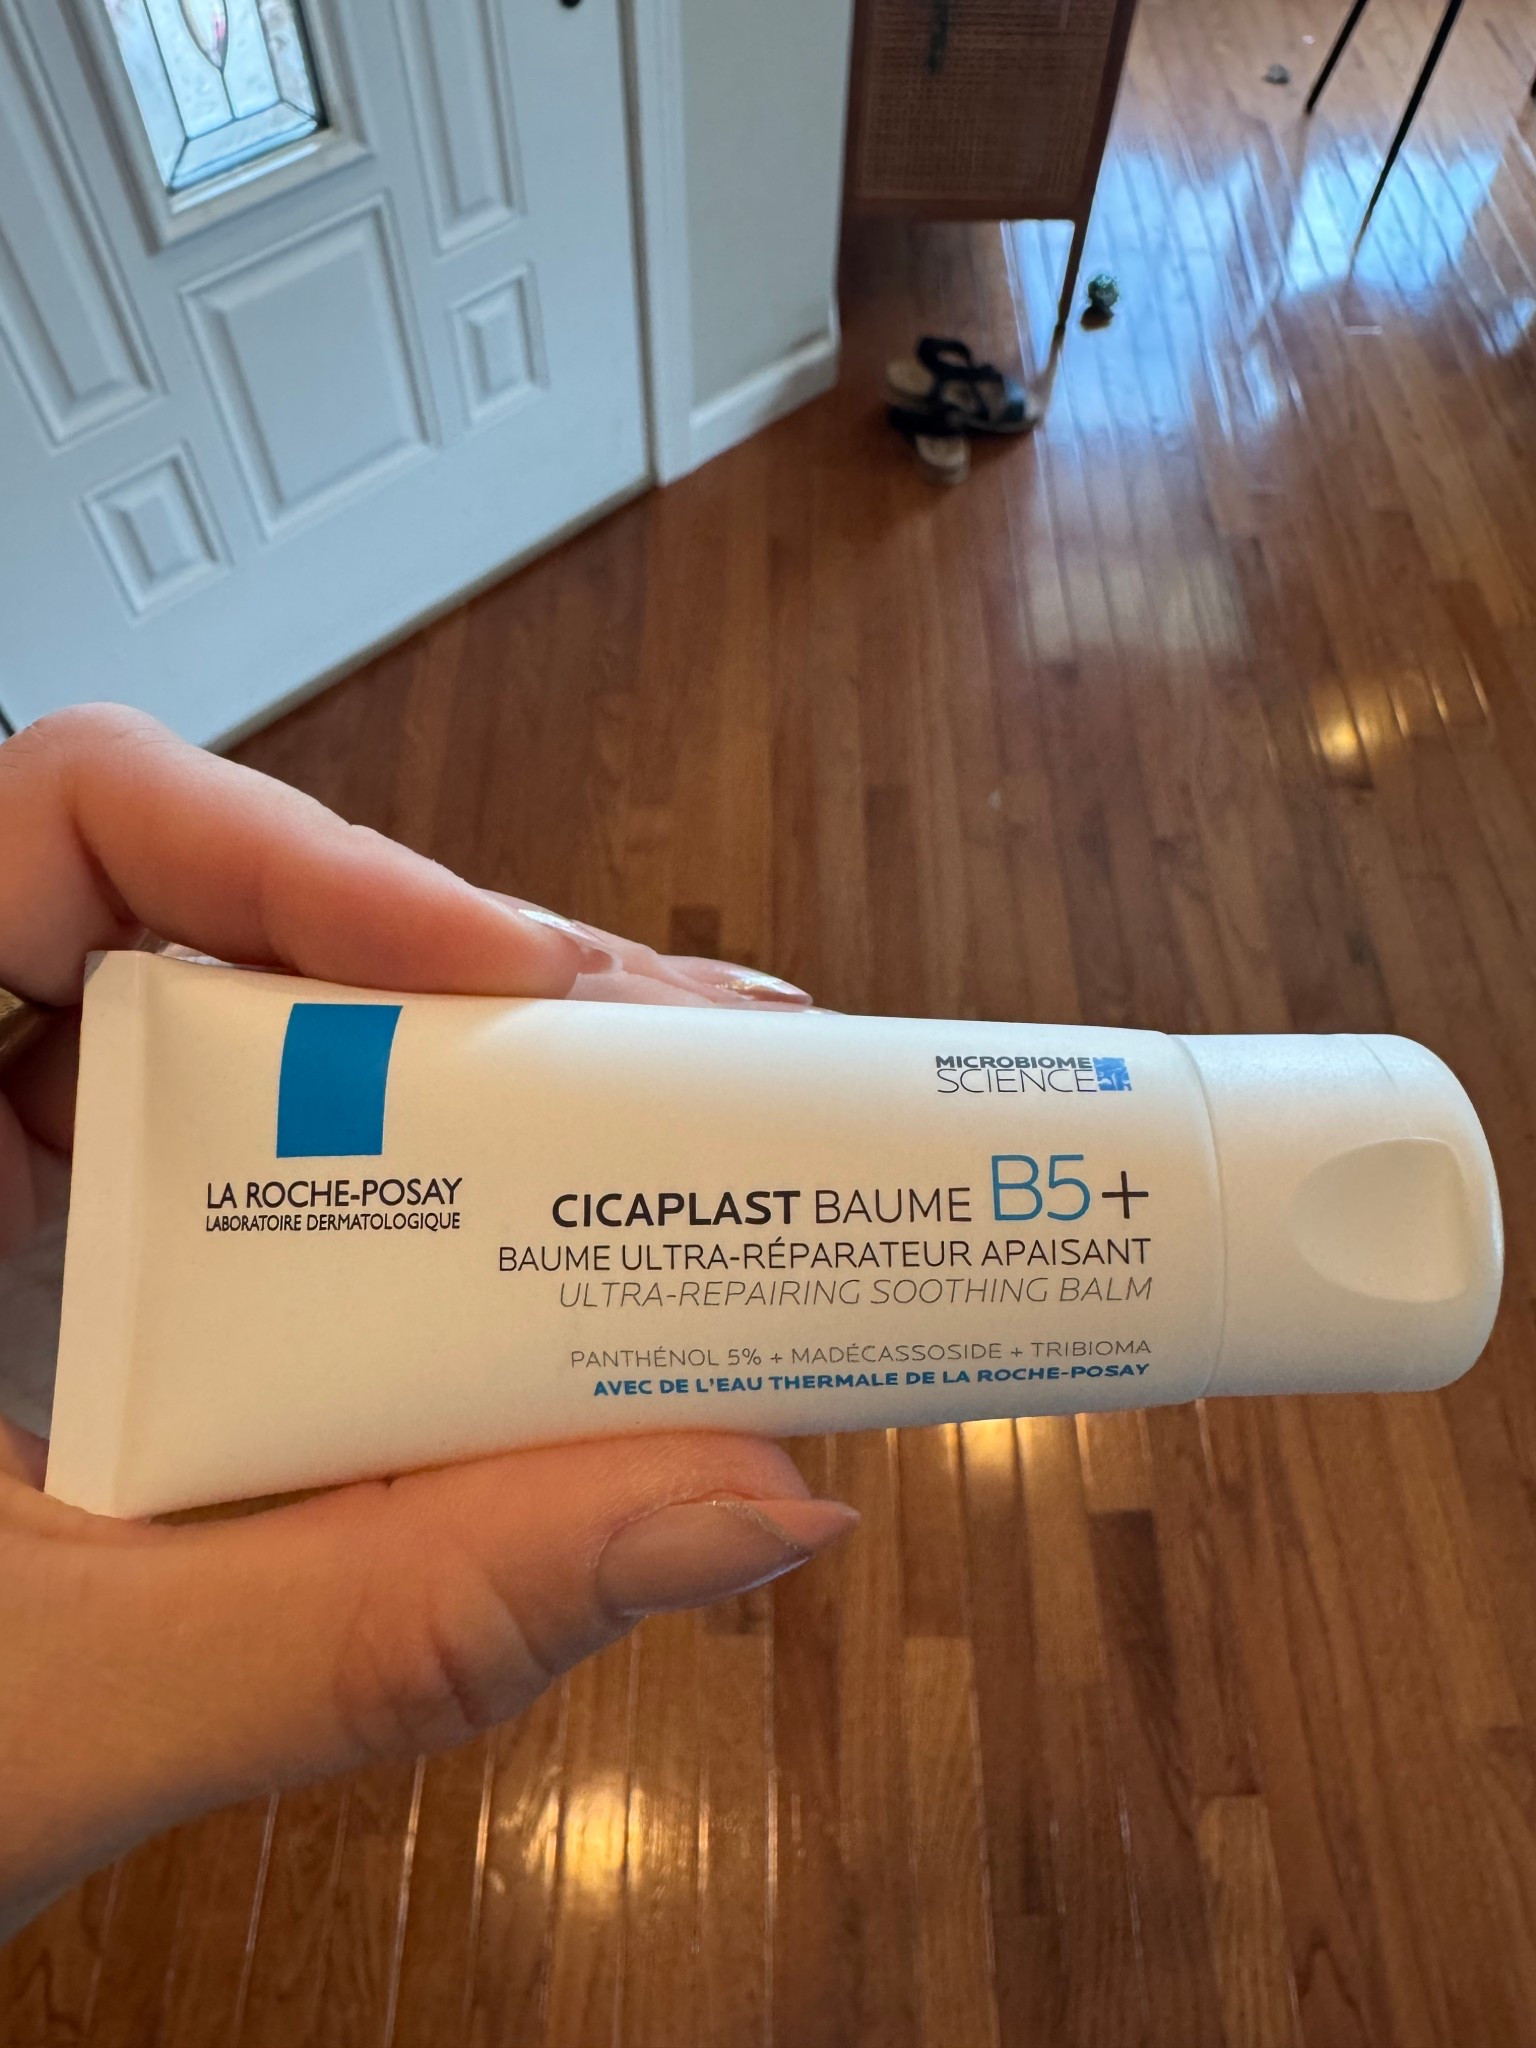 LA ROCHE-POSAY
LABORATOIRE DERMATOLOGIQUE
MICROBIOME
SCIENCE
CICAPLAST BAUME B5+
BAUME ULTRA-RÉPARATEUR APAISANT
ULTRA-REPAIRING SOOTHING BALM
PANTHÉNOL 5% + MADÉCASSOSIDE + TRIBIOMA
AVEC DE L'EAU THERMALE DE LA ROCHE-POSAY